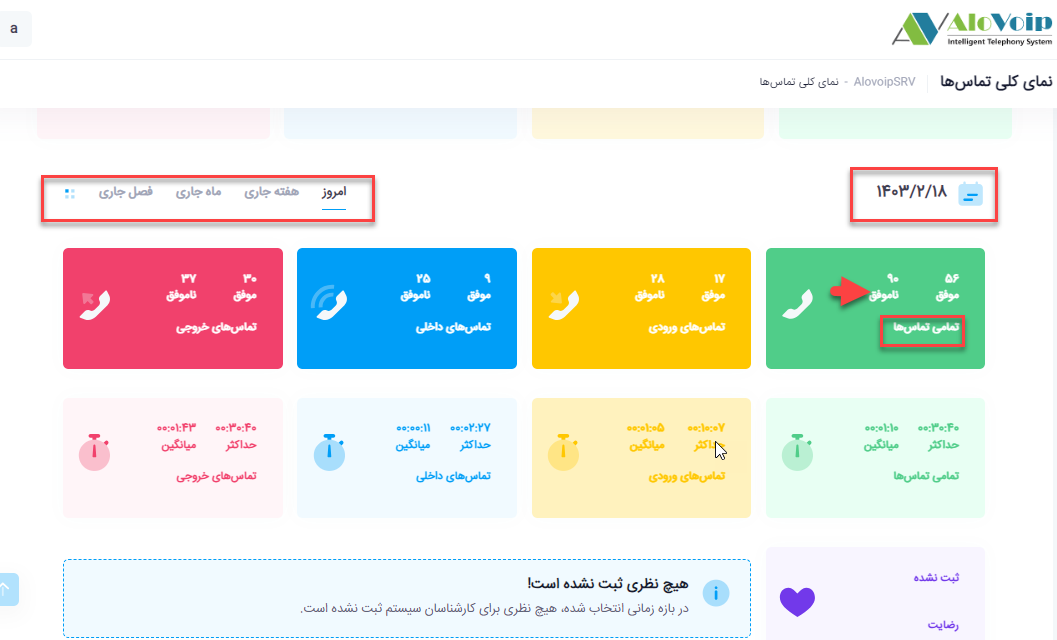 a
AloVoip
Intelligent Telephony System
نمای کلی تماس‌ها
AlovoipSRV - نمای کلی تماس‌ها
۱۴۰۳/۲/۱۸
امروز هفته جاری ماه جاری فصل جاری
۵۶ ۹۰
موفق ناموفق
تمامی تماس‌ها
۱۷ ۲۸
موفق ناموفق
تماس‌های ورودی
۹ ۲۵
موفق ناموفق
تماس‌های داخلی
۳۰ ۳۷
موفق ناموفق
تماس‌های خروجی
۰۰:۳۰:۴۰ ۰۰:۰۱:۱۰
حداکثر میانگین
تمامی تماس‌ها
۰۰:۱۰:۰۷ ۰۰:۰۱:۰۵
حداکثر میانگین
تماس‌های ورودی
۰۰:۰۲:۲۷ ۰۰:۰۰:۱۱
حداکثر میانگین
تماس‌های داخلی
۰۰:۳۰:۴۰ ۰۰:۰۱:۴۳
حداکثر میانگین
تماس‌های خروجی
ثبت نشده
رضایت
هیچ نظری ثبت نشده است!
در بازه زمانی انتخاب شده، هیچ نظری برای کارشناسان سیستم ثبت نشده است.